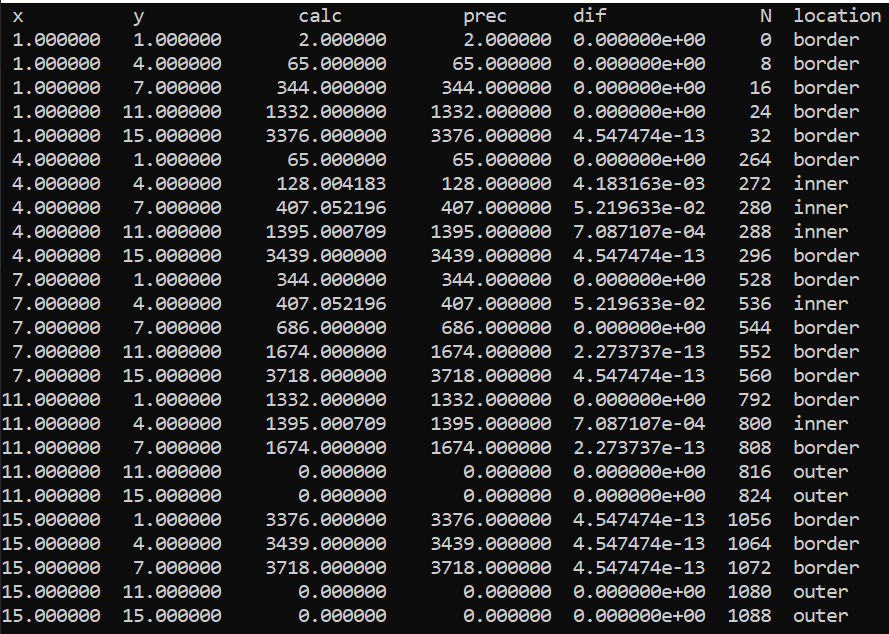 x y calc prec dif N location
1.000000 1.000000 2.000000 2.000000 0.000000e+00 0 border
1.000000 4.000000 65.000000 65.000000 0.000000e+00 8 border
1.000000 7.000000 344.000000 344.000000 0.000000e+00 16 border
1.000000 11.000000 1332.000000 1332.000000 0.000000e+00 24 border
1.000000 15.000000 3376.000000 3376.000000 4.547474e-13 32 border
4.000000 1.000000 65.000000 65.000000 0.000000e+00 264 border
4.000000 4.000000 128.004183 128.000000 4.183163e-03 272 inner
4.000000 7.000000 407.052196 407.000000 5.219633e-02 280 inner
4.000000 11.000000 1395.000709 1395.000000 7.087107e-04 288 inner
4.000000 15.000000 3439.000000 3439.000000 4.547474e-13 296 border
7.000000 1.000000 344.000000 344.000000 0.000000e+00 528 border
7.000000 4.000000 407.052196 407.000000 5.219633e-02 536 inner
7.000000 7.000000 686.000000 686.000000 0.000000e+00 544 border
7.000000 11.000000 1674.000000 1674.000000 2.273737e-13 552 border
7.000000 15.000000 3718.000000 3718.000000 4.547474e-13 560 border
11.000000 1.000000 1332.000000 1332.000000 0.000000e+00 792 border
11.000000 4.000000 1395.000709 1395.000000 7.087107e-04 800 inner
11.000000 7.000000 1674.000000 1674.000000 2.273737e-13 808 border
11.000000 11.000000 0.000000 0.000000 0.000000e+00 816 outer
11.000000 15.000000 0.000000 0.000000 0.000000e+00 824 outer
15.000000 1.000000 3376.000000 3376.000000 4.547474e-13 1056 border
15.000000 4.000000 3439.000000 3439.000000 4.547474e-13 1064 border
15.000000 7.000000 3718.000000 3718.000000 4.547474e-13 1072 border
15.000000 11.000000 0.000000 0.000000 0.000000e+00 1080 outer
15.000000 15.000000 0.000000 0.000000 0.000000e+00 1088 outer